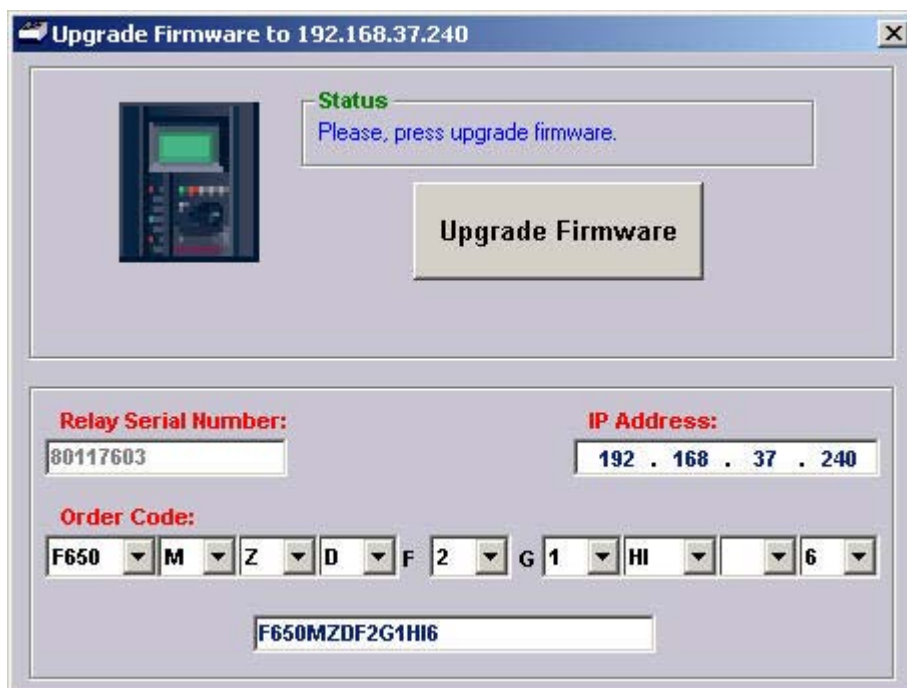 Upgrade Firmware to 192.168.37.240
Status
Please, press upgrade firmware.
Upgrade Firmware
Relay Serial Number: IP Address:
80117603 192 . 168 . 37 . 240
Order Code:
F650 M Z D F 2 G 1 HI 6
F650MZDF2G1HI6